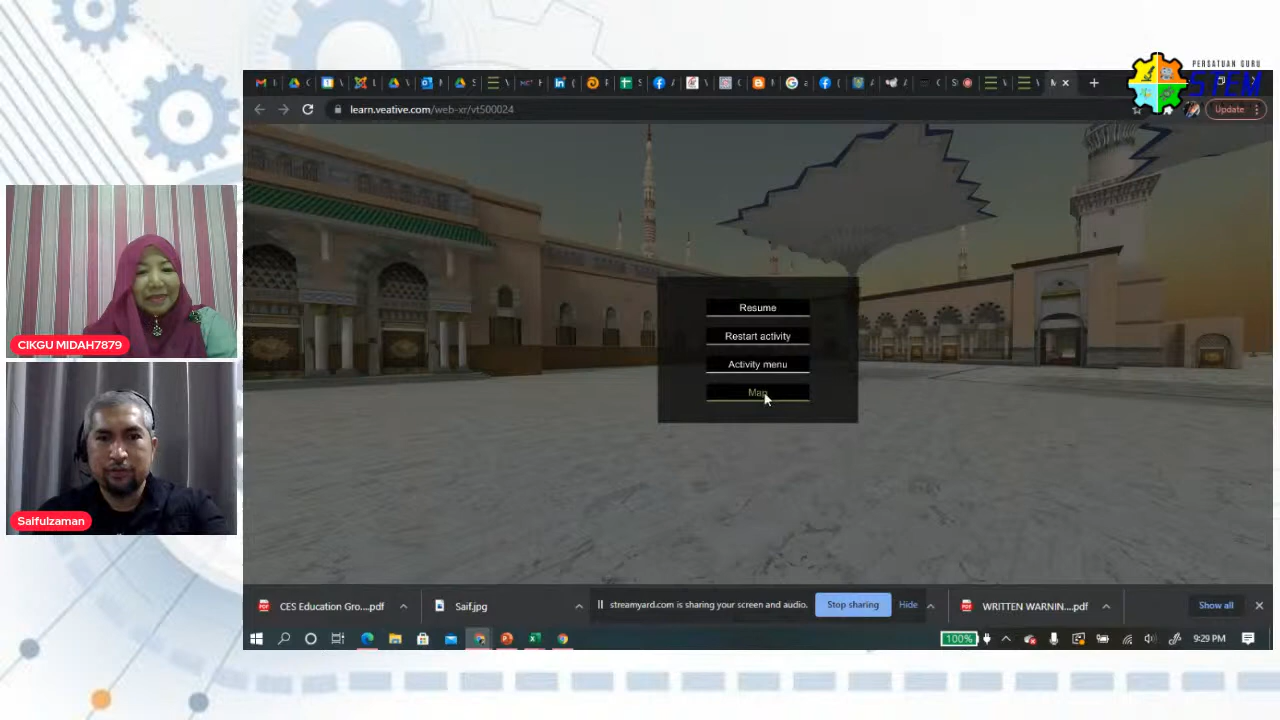 PERSATUAN GURU
STEM
learn.veative.com/web-xr/vt500024
Update
CIKGU MIDAH7879
Saifulzaman
Resume
Restart activity
Activity menu
Map
CES Education Gro....pdf
Saif.jpg
streamyard.com is sharing your screen and audio.
Stop sharing
Hide
WRITTEN WARNIN....pdf
Show all
100%
9:29 PM